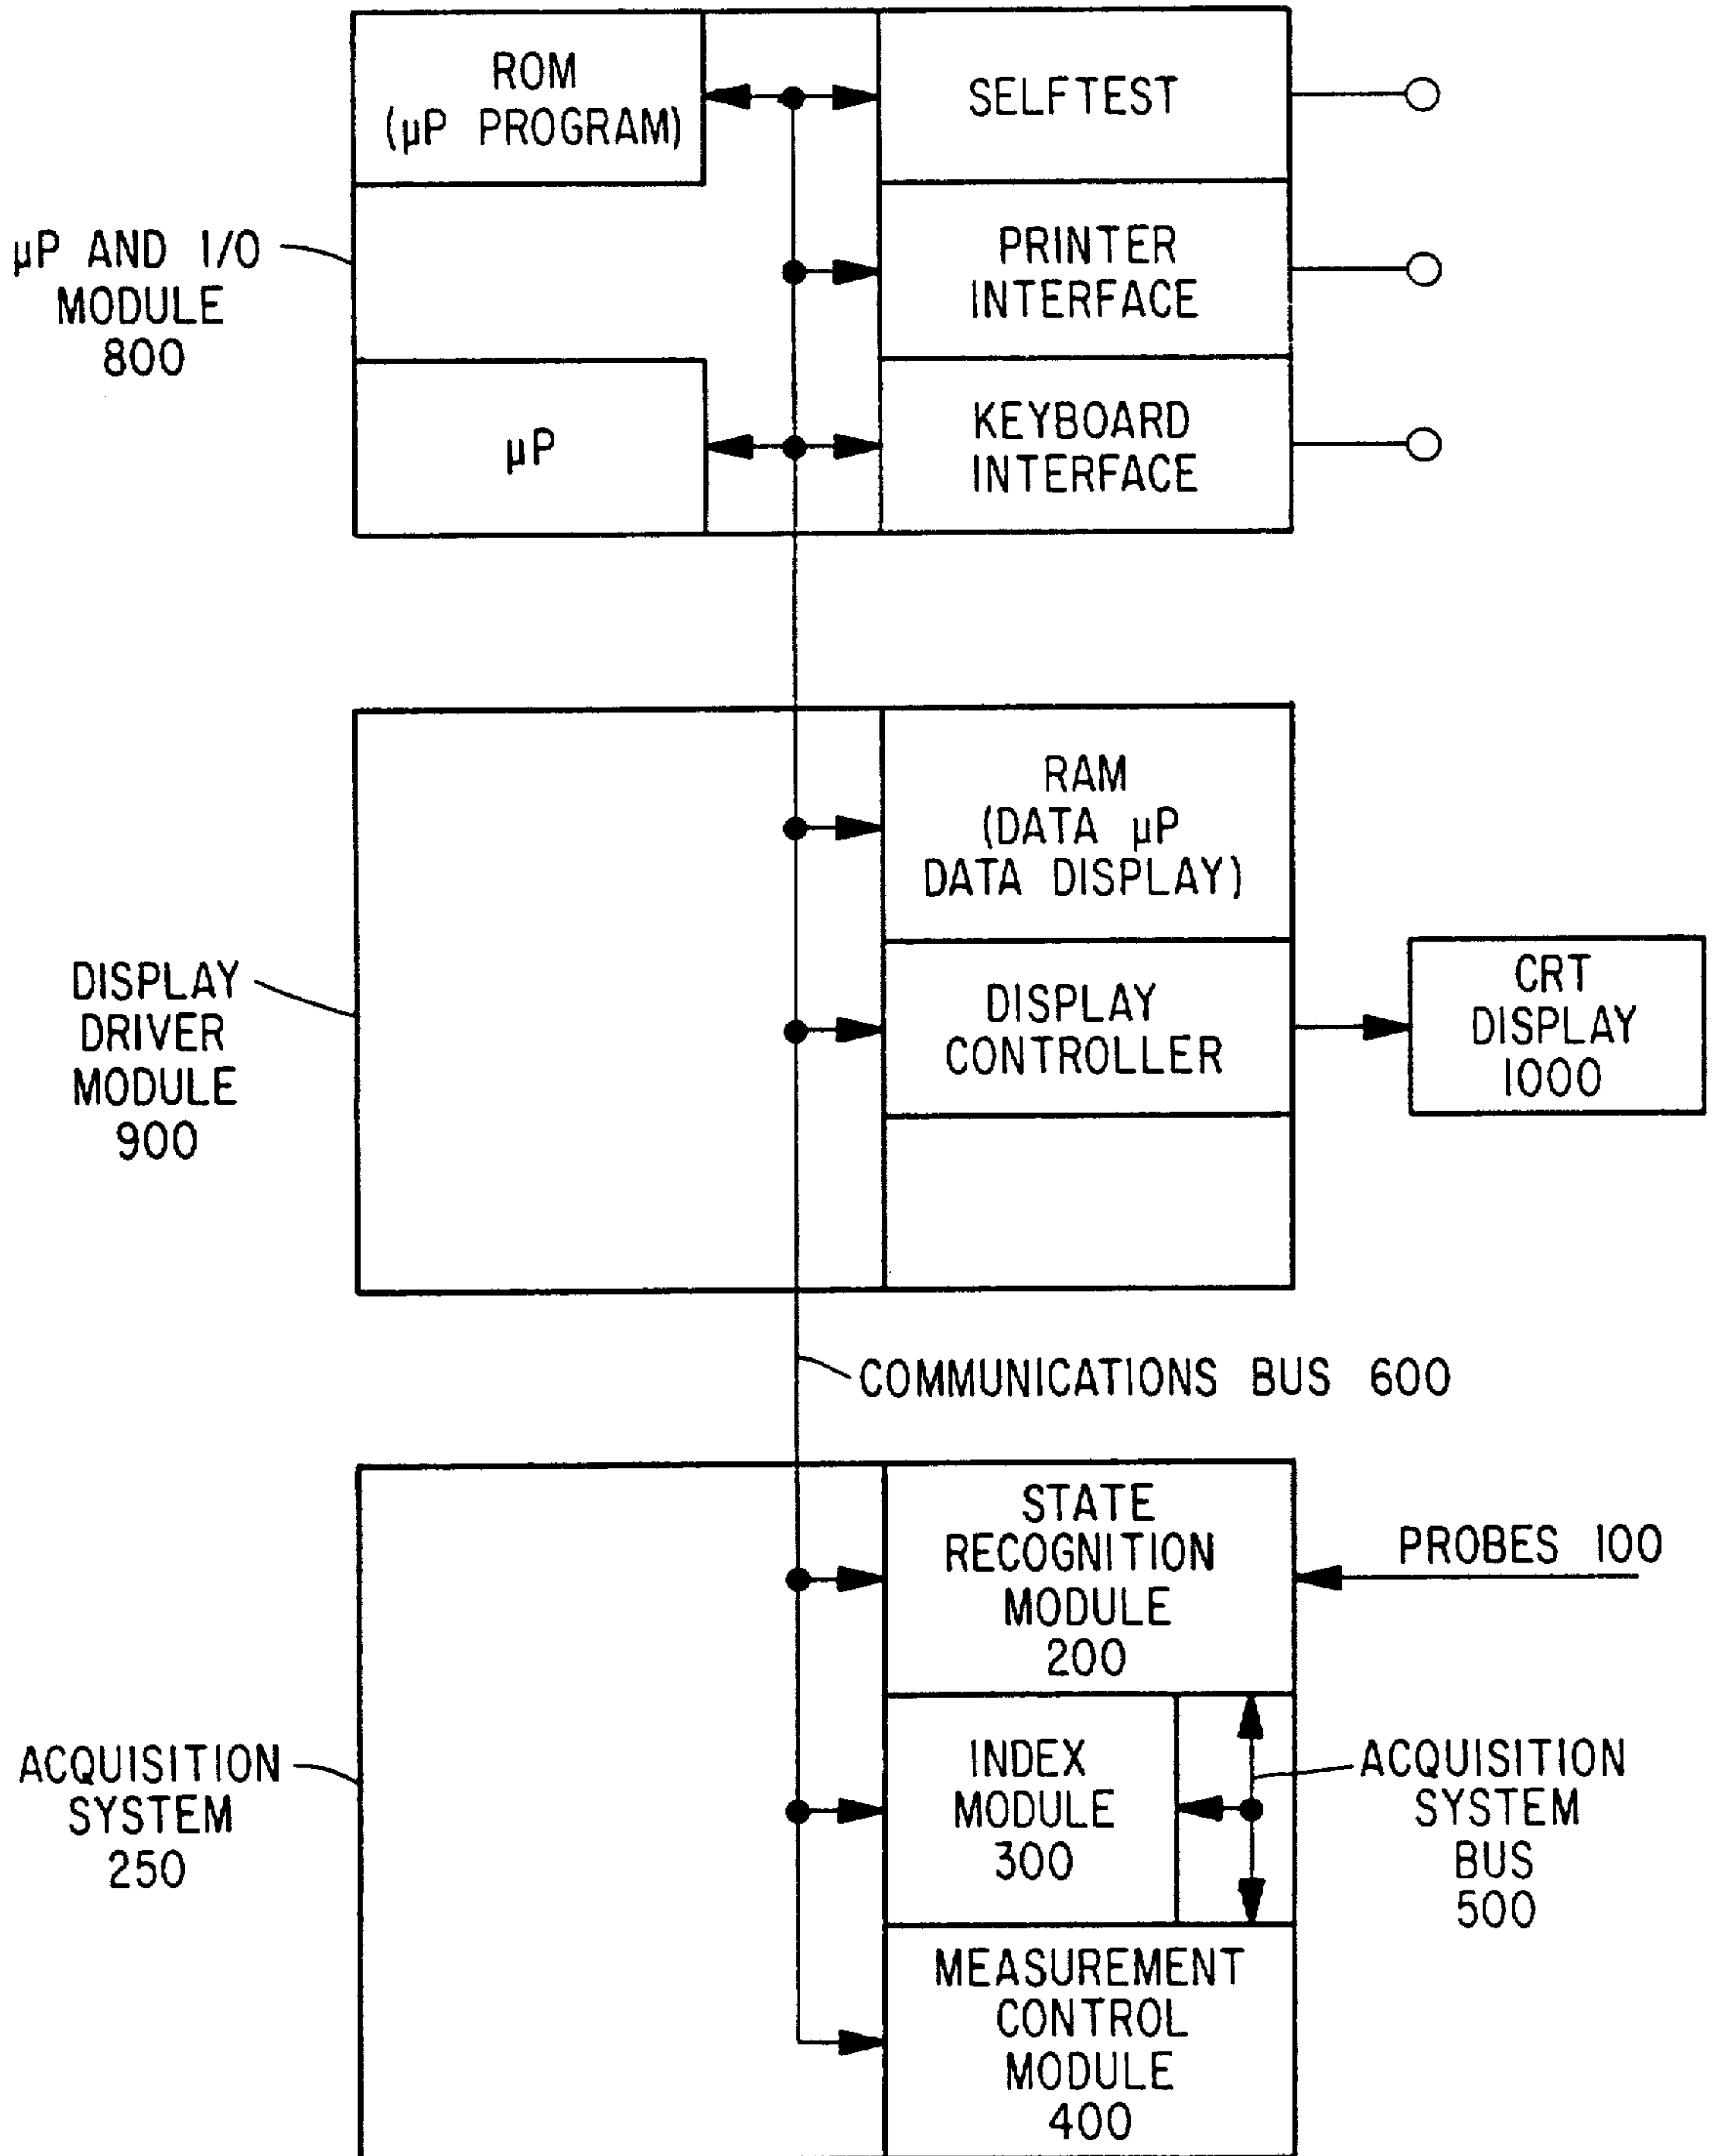 ROM
(µP PROGRAM)
SELFTEST
PRINTER
INTERFACE
µP AND I/O
MODULE
800
µP
KEYBOARD
INTERFACE
RAM
(DATA µP
DATA DISPLAY)
DISPLAY
DRIVER
MODULE
900
DISPLAY
CONTROLLER
CRT
DISPLAY
1000
COMMUNICATIONS BUS 600
STATE
RECOGNITION
MODULE
200
PROBES 100
ACQUISITION
SYSTEM
250
INDEX
MODULE
300
ACQUISITION
SYSTEM
BUS
500
MEASUREMENT
CONTROL
MODULE
400